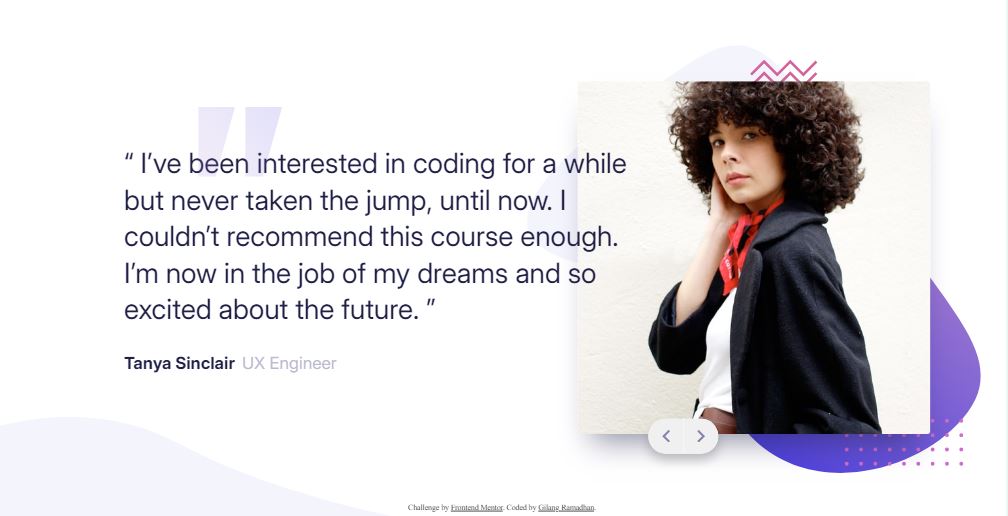 “ I’ve been interested in coding for a while
but never taken the jump, until now. I
couldn’t recommend this course enough.
I’m now in the job of my dreams and so
excited about the future. ”
Tanya Sinclair UX Engineer
Challenge by Frontend Mentor. Coded by Gilang Ramadhan.